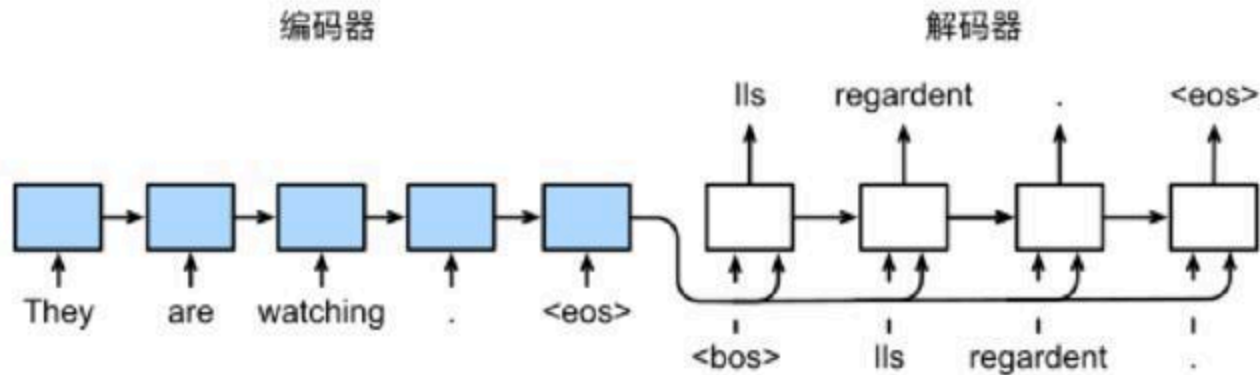 编码器 解码器
Ils regardent . <eos>
They are watching . <eos>
<bos> Ils regardent .